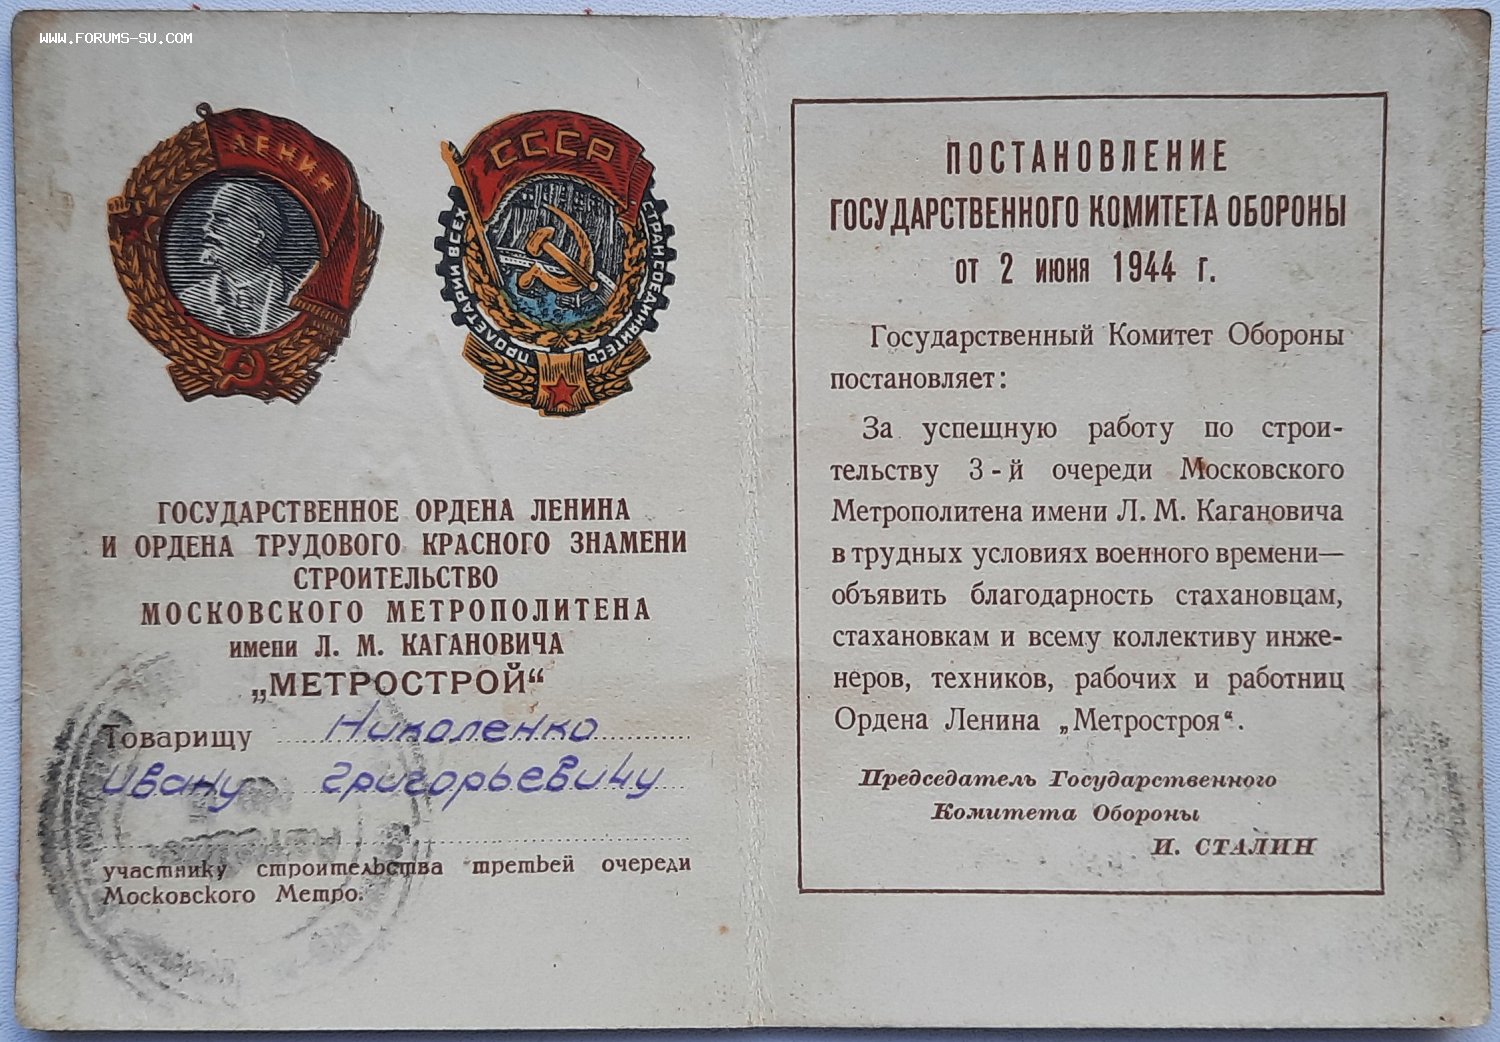 WWW.FORUMS-SU.COM
ЛЕНИН
СССР
ПРОЛЕТАРИИ ВСЕХ СТРАН СОЕДИНЯЙТЕСЬ
ГОСУДАРСТВЕННОЕ ОРДЕНА ЛЕНИНА
И ОРДЕНА ТРУДОВОГО КРАСНОГО ЗНАМЕНИ
СТРОИТЕЛЬСТВО
МОСКОВСКОГО МЕТРОПОЛИТЕНА
имени Л. М. КАГАНОВИЧА
„МЕТРОСТРОЙ“
Товарищу Николенко
Ивану Григорьевичу
участнику строительства третьей очереди
Московского Метро.
ПОСТАНОВЛЕНИЕ
ГОСУДАРСТВЕННОГО КОМИТЕТА ОБОРОНЫ
от 2 июня 1944 г.
Государственный Комитет Обороны
постановляет:
За успешную работу по строи-
тельству 3-й очереди Московского
Метрополитена имени Л. М. Кагановича
в трудных условиях военного времени—
объявить благодарность стахановцам,
стахановкам и всему коллективу инже-
неров, техников, рабочих и работниц
Ордена Ленина „Метростроя“.
Председатель Государственного
Комитета Обороны
И. СТАЛИН